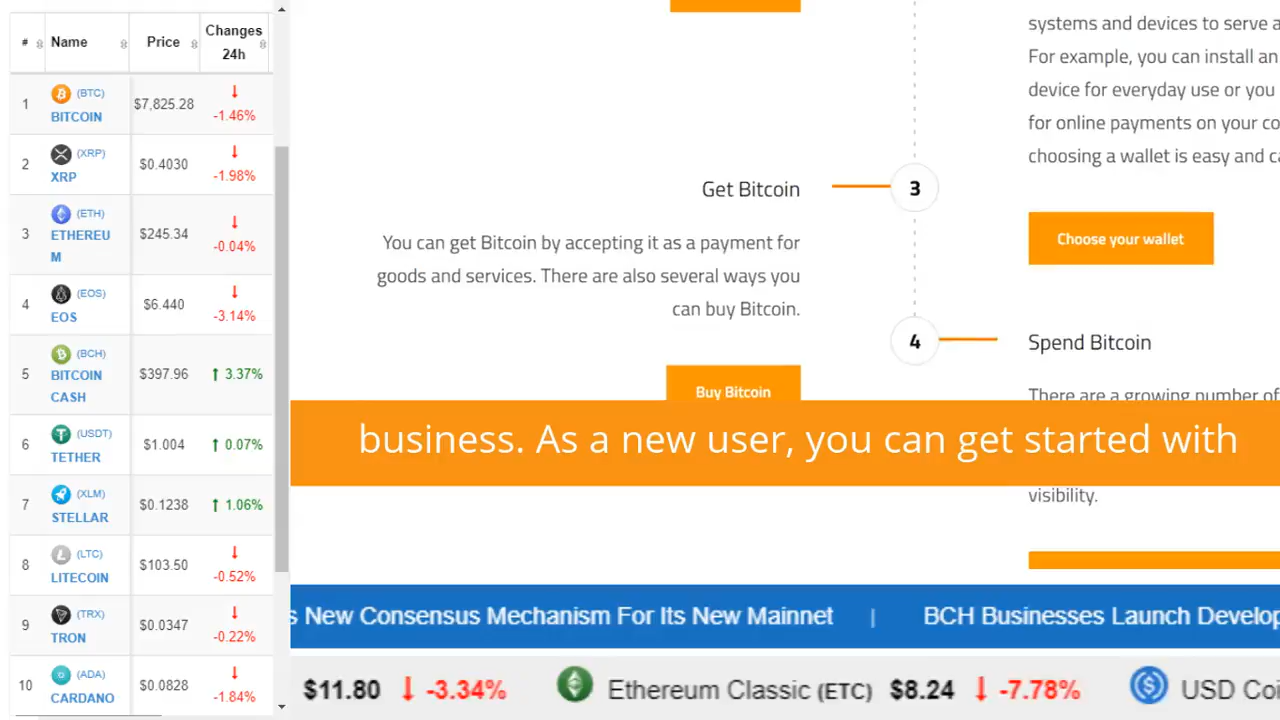 # Name Price Changes 24h
1 (BTC) BITCOIN $7,825.28 ↓ -1.46%
2 (XRP) XRP $0.4030 ↓ -1.98%
3 (ETH) ETHEREU M $245.34 ↓ -0.04%
4 (EOS) EOS $6.440 ↓ -3.14%
5 (BCH) BITCOIN CASH $397.96 ↑ 3.37%
6 (USDT) TETHER $1.004 ↑ 0.07%
7 (XLM) STELLAR $0.1238 ↑ 1.06%
8 (LTC) LITECOIN $103.50 ↓ -0.52%
9 (TRX) TRON $0.0347 ↓ -0.22%
10 (ADA) CARDANO $0.0828 ↓ -1.84%
Get Bitcoin
You can get Bitcoin by accepting it as a payment for
goods and services. There are also several ways you
can buy Bitcoin.
Buy Bitcoin
3
4
systems and devices to serve a
For example, you can install an
device for everyday use or you
for online payments on your co
choosing a wallet is easy and ca
Choose your wallet
Spend Bitcoin
There are a growing number of
business. As a new user, you can get started with
visibility.
s New Consensus Mechanism For Its New Mainnet | BCH Businesses Launch Develop
$11.80 ↓ -3.34% Ethereum Classic (ETC) $8.24 ↓ -7.78% USD Coi